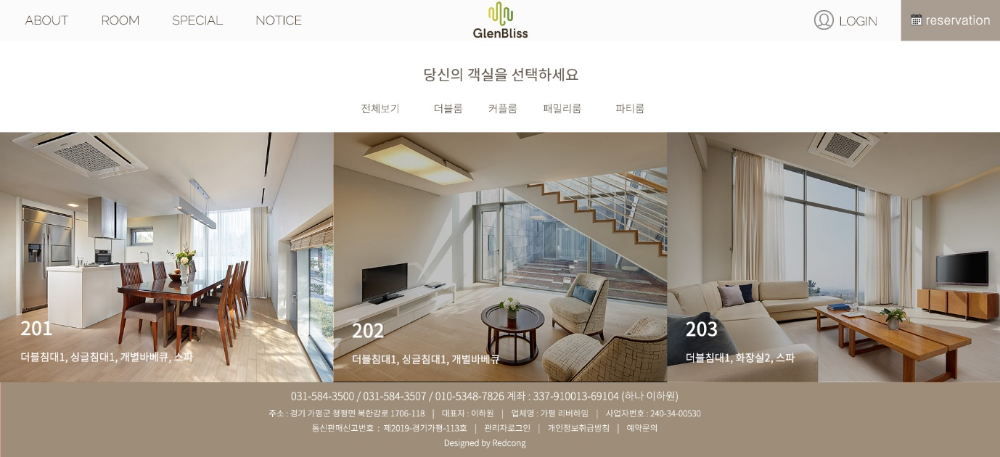 ABOUT ROOM SPECIAL NOTICE GlenBliss LOGIN reservation
당신의 객실을 선택하세요
전체보기 더블룸 커플룸 패밀리룸 파티룸
201
더블침대1, 싱글침대1, 개별바베큐, 스파
202
더블침대1, 싱글침대1, 개별바베큐
203
더블침대1, 화장실2, 스파
031-584-3500 / 031-584-3507 / 010-5348-7826 계좌 : 337-910013-69104 (하나 이하원)
주소 : 경기 가평군 청평면 북한강로 1706-118 | 대표자 : 이하원 | 업체명 : 가평 리버하임 | 사업자번호 : 240-34-00530
통신판매신고번호 : 제2019-경기가평-113호 | 관리자로그인 | 개인정보취급방침 | 예약문의
Designed by Redcong